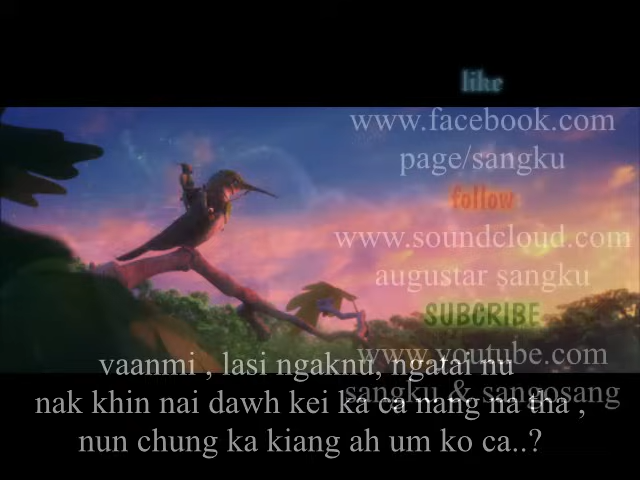 like
www.facebook.com
page/sangku
follow
www.soundcloud.com
augustar sangku
SUBCRIBE
www.youtube.com
sangku & sangosang
vaanmi , lasi ngaknu, ngatai nu
nak khin nai dawh kei ka ca nang na tha ,
nun chung ka kiang ah um ko ca..?